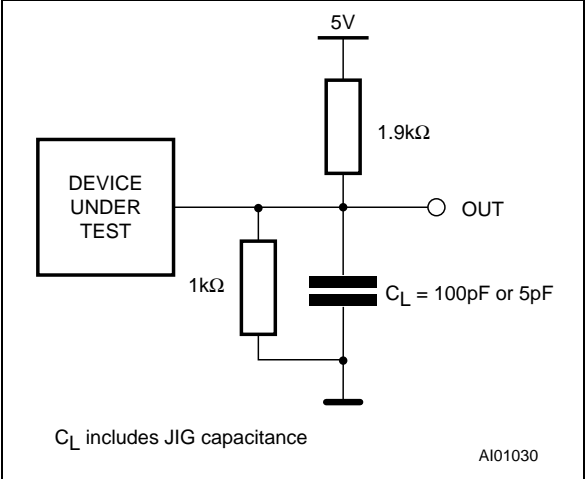 5V
1.9kΩ
DEVICE
UNDER
TEST
OUT
1kΩ
CL = 100pF or 5pF
CL includes JIG capacitance
AI01030